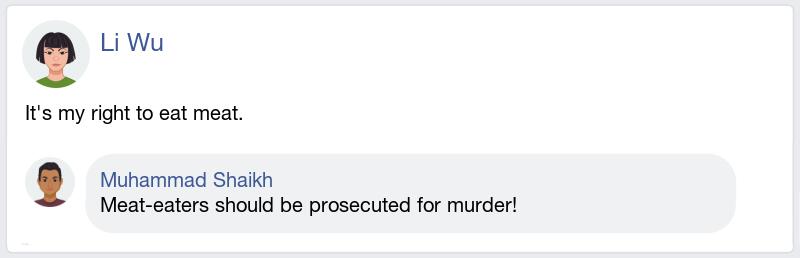 Li Wu
It's my right to eat meat.
Muhammad Shaikh
Meat-eaters should be prosecuted for murder!